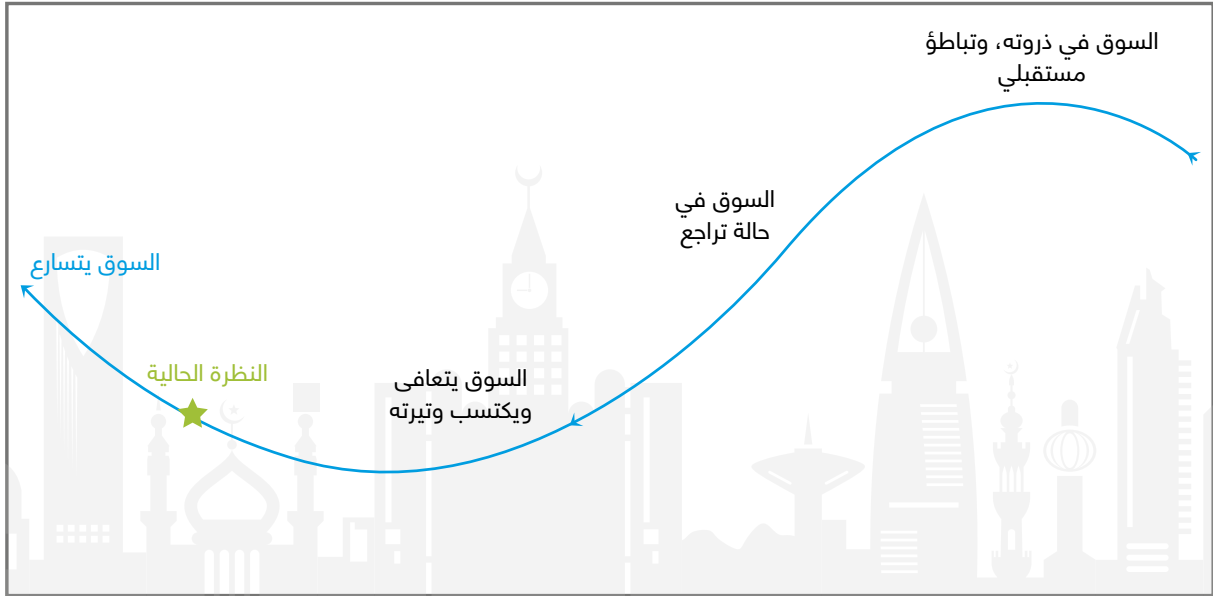 السوق في ذروته، وتباطؤ
مستقبلي
السوق في
حالة تراجع
السوق يتعافى
ويكتسب وتيرته
النظرة الحالية
السوق يتسارع